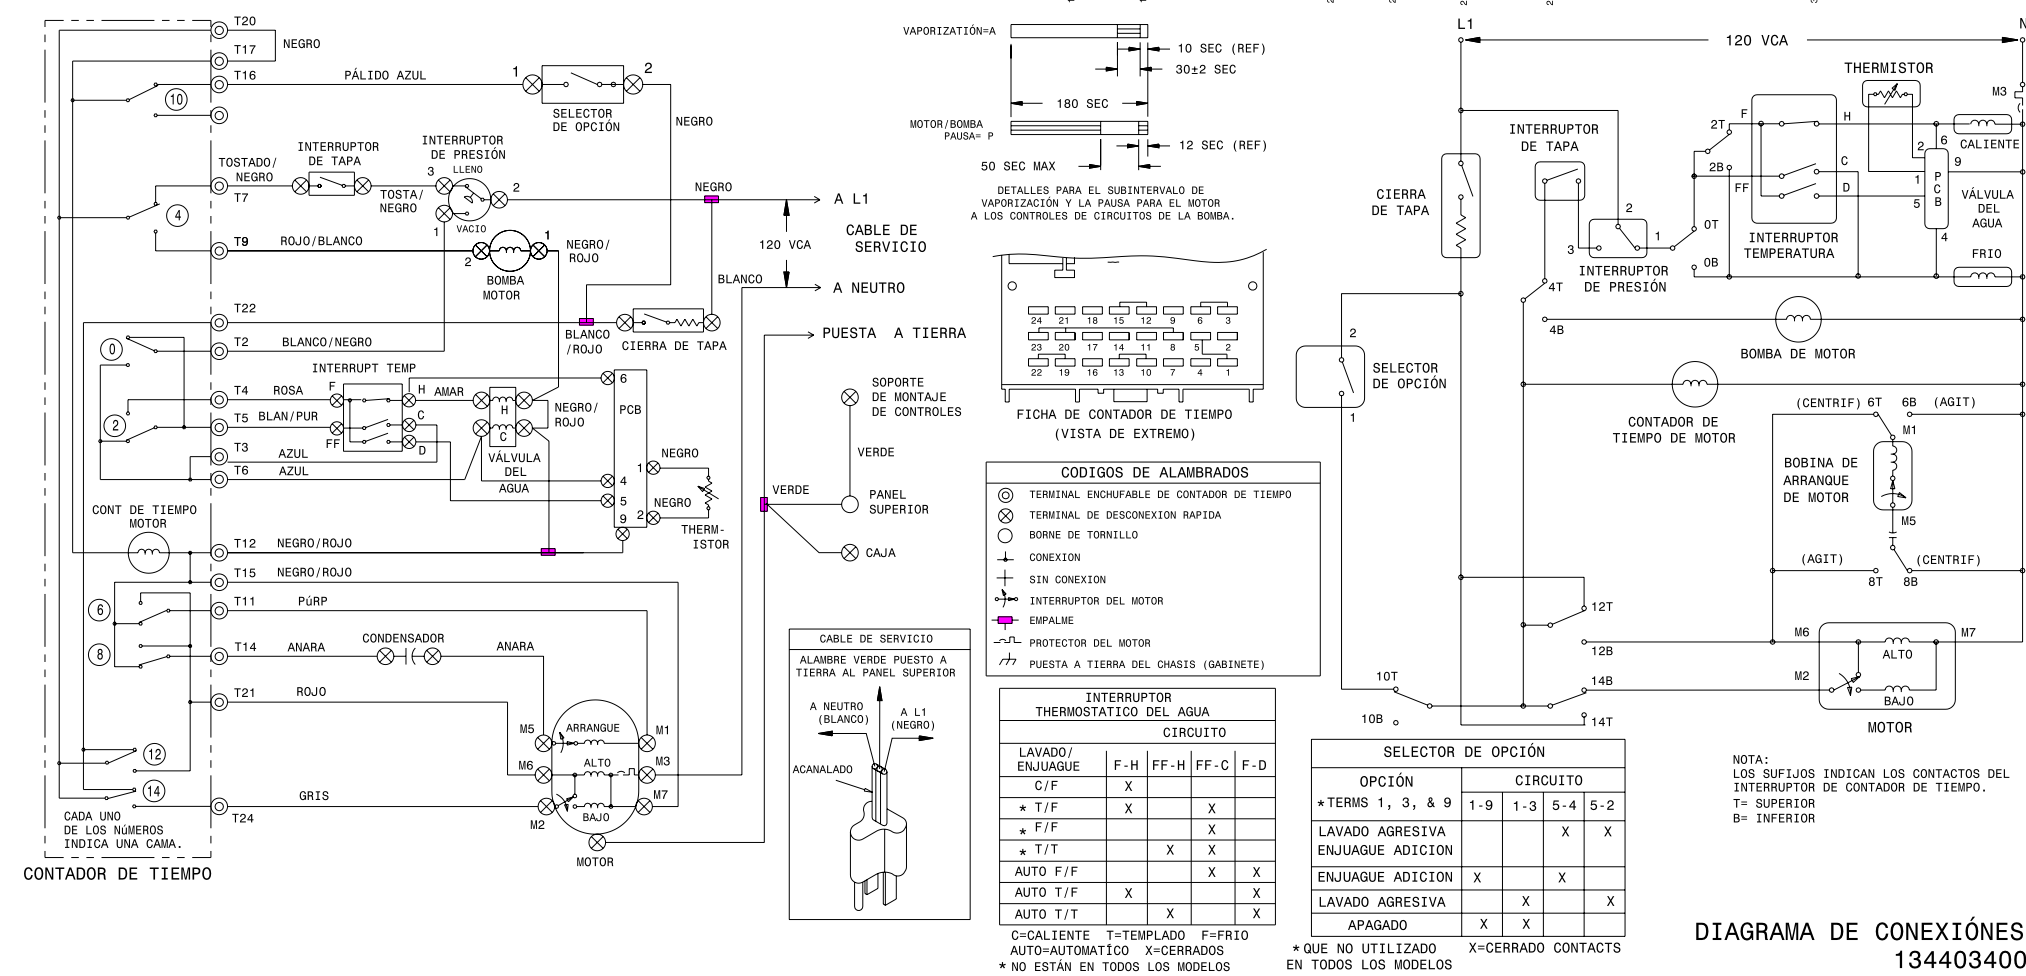 T20
NEGRO
T17
T16
PÁLIDO AZUL
1
2
10
SELECTOR
DE OPCIÓN
NEGRO
INTERRUPTOR
DE TAPA
INTERRUPTOR
DE PRESIÓN
LLENO
TOSTADO/
NEGRO
T7
3
TOSTA/
NEGRO
2
1
VACIO
4
NEGRO
A L1
CABLE DE
SERVICIO
120 VCA
T9
ROJO/BLANCO
2
1
BOMBA
MOTOR
NEGRO/
ROJO
BLANCO
A NEUTRO
T22
BLANCO
/ROJO
CIERRA DE TAPA
PUESTA A TIERRA
0
T2
BLANCO/NEGRO
INTERRUPT TEMP
T4
ROSA
F
H
AMAR
6
PCB
T5
BLAN/PUR
FF
C
D
H
C
NEGRO/
ROJO
2
T3
AZUL
T6
AZUL
VÁLVULA
DEL
AGUA
1
NEGRO
4
5
2
NEGRO
9
THERM-
ISTOR
CONT DE TIEMPO
MOTOR
T12
NEGRO/ROJO
T15
NEGRO/ROJO
6
T11
PúRP
8
T14
ANARA
CONDENSADOR
ANARA
T21
ROJO
M5
ARRANGUE
M1
M6
ALTO
M3
12
14
T24
GRIS
M2
BAJO
M7
MOTOR
CADA UNO
DE LOS NúMEROS
INDICA UNA CAMA.
CONTADOR DE TIEMPO
SOPORTE
DE MONTAJE
DE CONTROLES
VERDE
VERDE
PANEL
SUPERIOR
CAJA
CABLE DE SERVICIO
ALAMBRE VERDE PUESTO A
TIERRA AL PANEL SUPERIOR
A NEUTRO
(BLANCO)
A L1
(NEGRO)
ACANALADO
VAPORIZATIÓN=A
10 SEC (REF)
30±2 SEC
180 SEC
MOTOR/BOMBA
PAUSA= P
12 SEC (REF)
50 SEC MAX
DETALLES PARA EL SUBINTERVALO DE
VAPORIZACIÓN Y LA PAUSA PARA EL MOTOR
A LOS CONTROLES DE CIRCUITOS DE LA BOMBA.
24 21 18 15 12 9 6 3
23 20 17 14 11 8 5 2
22 19 16 13 10 7 4 1
FICHA DE CONTADOR DE TIEMPO
(VISTA DE EXTREMO)
CODIGOS DE ALAMBRADOS
TERMINAL ENCHUFABLE DE CONTADOR DE TIEMPO
TERMINAL DE DESCONEXION RAPIDA
BORNE DE TORNILLO
CONEXION
SIN CONEXION
INTERRUPTOR DEL MOTOR
EMPALME
PROTECTOR DEL MOTOR
PUESTA A TIERRA DEL CHASIS (GABINETE)
INTERRUPTOR
THERMOSTATICO DEL AGUA
CIRCUITO
LAVADO/
ENJUAGUE F-H FF-H FF-C F-D
C/F X
* T/F X X
* F/F X
* T/T X X
AUTO F/F X X
AUTO T/F X X
AUTO T/T X X
C=CALIENTE T=TEMPLADO F=FRIO
AUTO=AUTOMATÍCO X=CERRADOS
* NO ESTÁN EN TODOS LOS MODELOS
L1
120 VCA
N
THERMISTOR
M3
INTERRUPTOR
DE TAPA
2T
F
H
CALIENTE
2B
C
FF
D
2
6
9
1
P
C
B
5
4
VÁLVULA
DEL
AGUA
CIERRA
DE TAPA
2
3
1
0T
INTERRUPTOR
TEMPERATURA
INTERRUPTOR
DE PRESIÓN
0B
FRIO
4T
4B
BOMBA DE MOTOR
2
SELECTOR
DE OPCIÓN
1
CONTADOR DE
TIEMPO DE MOTOR
(CENTRIF) 6T 6B (AGIT)
M1
BOBINA DE
ARRANQUE
DE MOTOR
M5
(AGIT)
8T
8B
(CENTRIF)
12T
12B
M6
M7
ALTO
10T
14B
M2
BAJO
10B
14T
MOTOR
SELECTOR DE OPCIÓN
OPCIÓN CIRCUITO
*TERMS 1, 3, & 9 1-9 1-3 5-4 5-2
LAVADO AGRESIVA X X
ENJUAGUE ADICION
ENJUAGUE ADICION X X
LAVADO AGRESIVA X X
APAGADO X X
* QUE NO UTILIZADO X=CERRADO CONTACTS
EN TODOS LOS MODELOS
NOTA:
LOS SUFIJOS INDICAN LOS CONTACTOS DEL
INTERRUPTOR DE CONTADOR DE TIEMPO.
T= SUPERIOR
B= INFERIOR
DIAGRAMA DE CONEXIÓNES
134403400